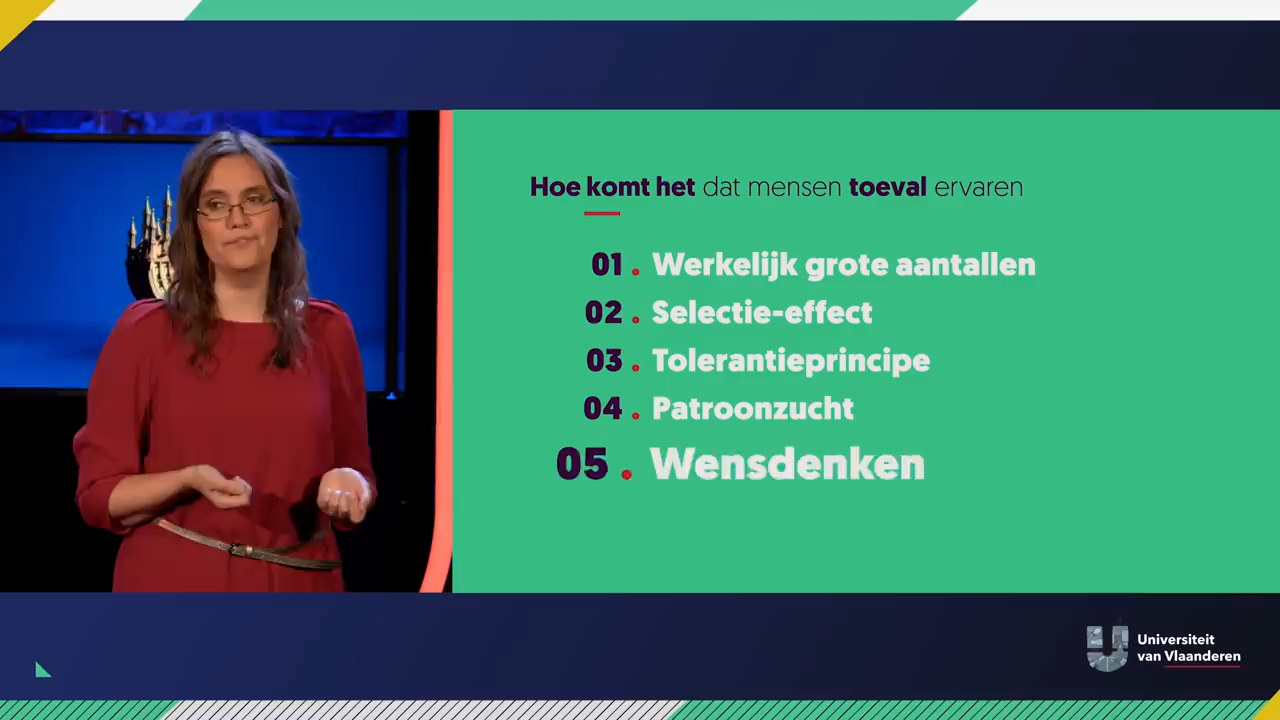 Hoe komt het dat mensen toeval ervaren
01 . Werkelijk grote aantallen
02 . Selectie-effect
03 . Tolerantieprincipe
04 . Patroonzucht
05 . Wensdenken
Universiteit
van Vlaanderen